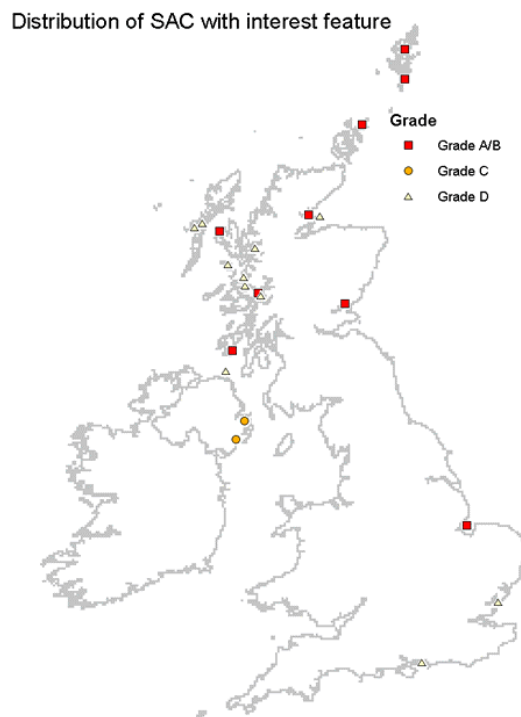 Distribution of SAC with interest feature
Grade
Grade A/B
Grade C
Grade D